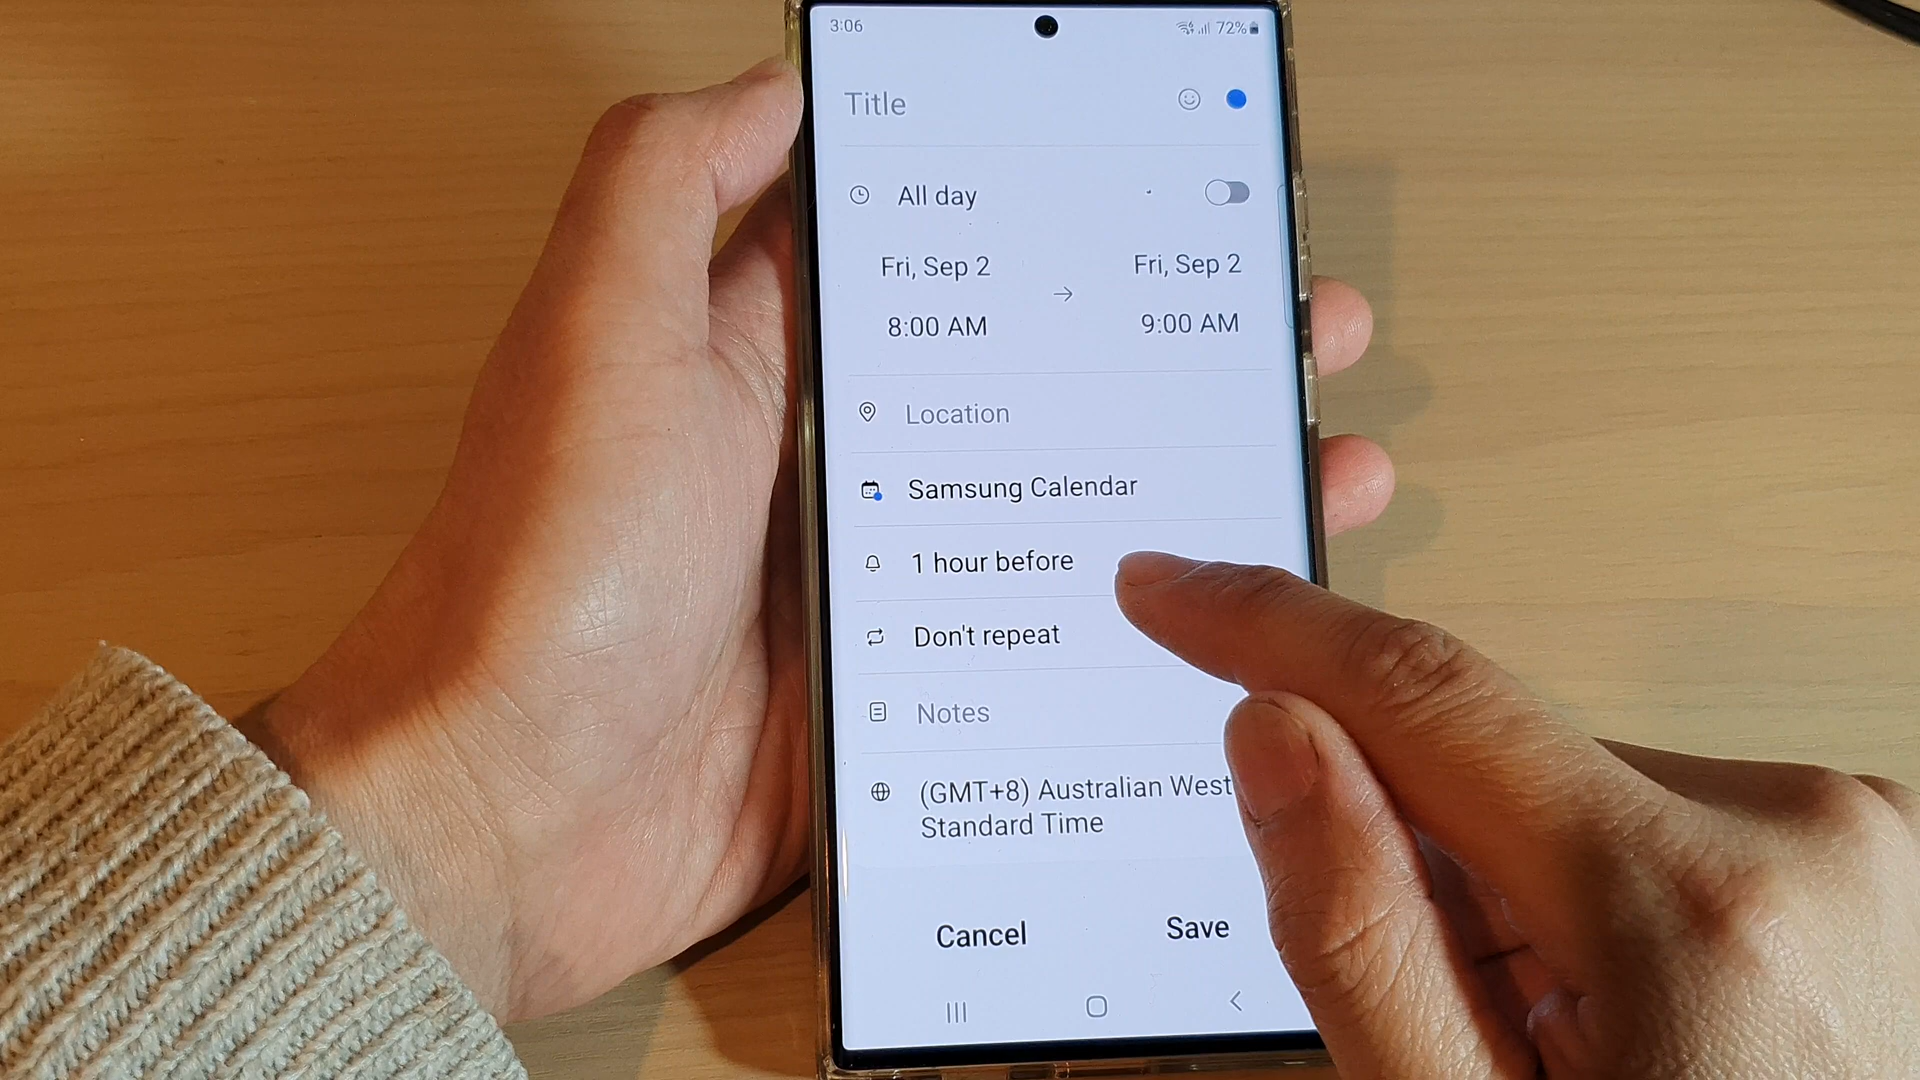 3:06 72%
Title
All day
Fri, Sep 2 Fri, Sep 2
8:00 AM 9:00 AM
Location
Samsung Calendar
1 hour before
Don't repeat
Notes
(GMT+8) Australian West
Standard Time
Cancel Save